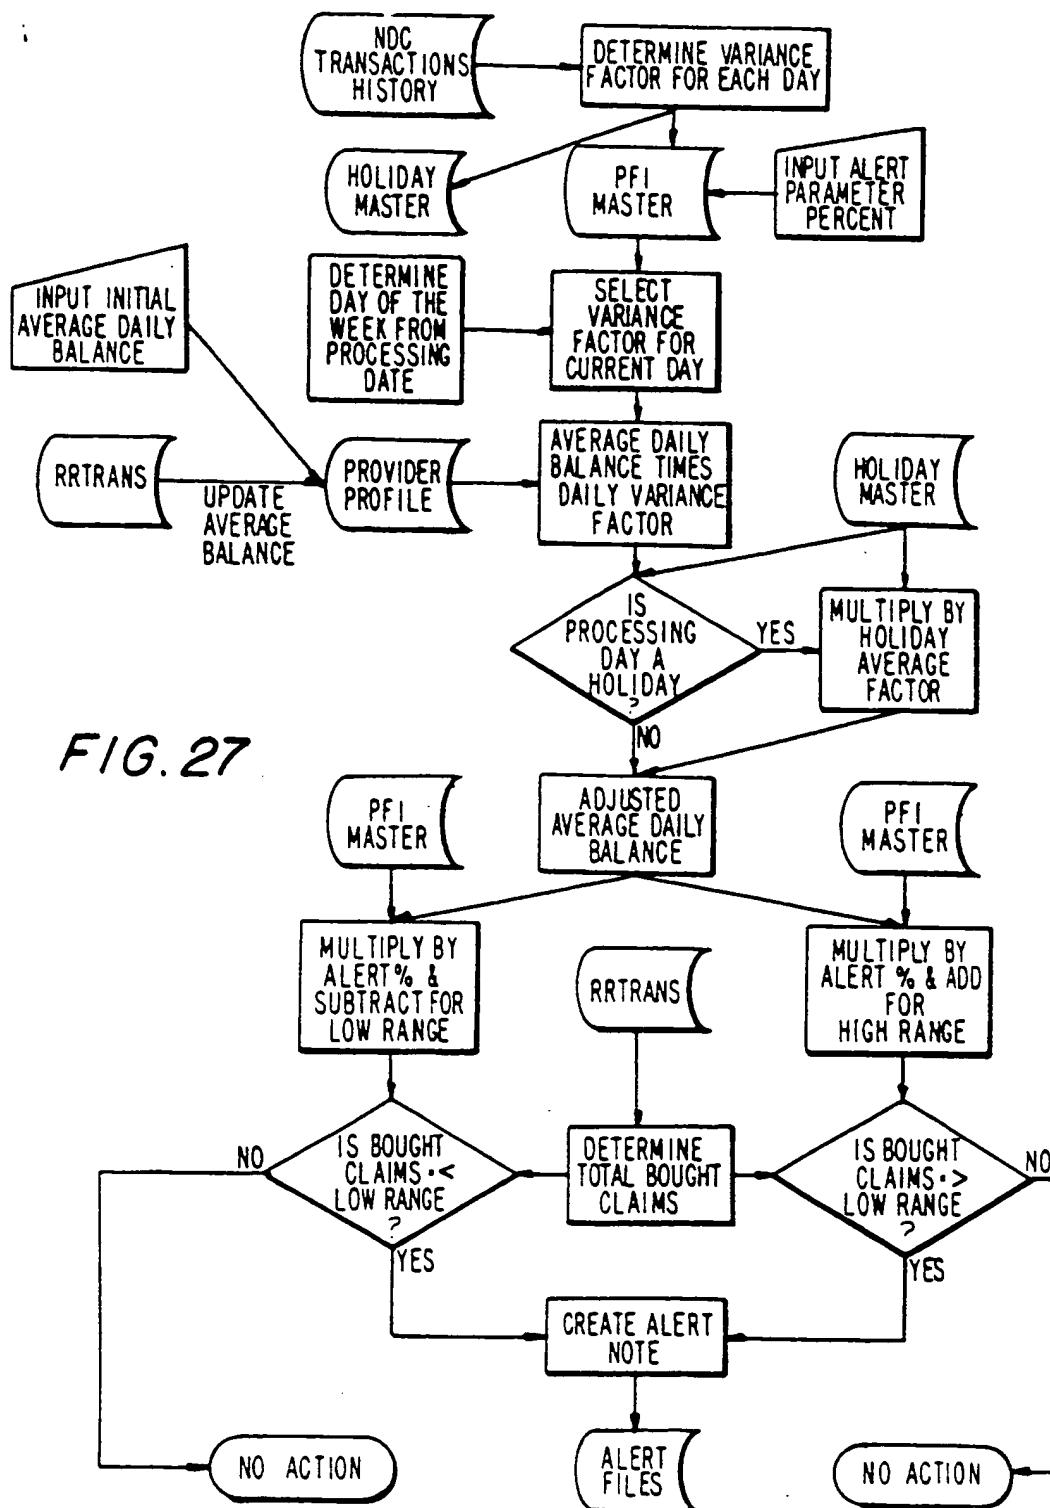 NDC
TRANSACTIONS
HISTORY
DETERMINE VARIANCE
FACTOR FOR EACH DAY
HOLIDAY
MASTER
PFI
MASTER
INPUT ALERT
PARAMETER
PERCENT
INPUT INITIAL
AVERAGE DAILY
BALANCE
DETERMINE
DAY OF THE
WEEK FROM
PROCESSING
DATE
SELECT
VARIANCE
FACTOR FOR
CURRENT DAY
RRTRANS
UPDATE
AVERAGE
BALANCE
PROVIDER
PROFILE
AVERAGE DAILY
BALANCE TIMES
DAILY VARIANCE
FACTOR
HOLIDAY
MASTER
IS
PROCESSING
DAY A
HOLIDAY
?
YES
MULTIPLY BY
HOLIDAY
AVERAGE
FACTOR
NO
FIG. 27
PFI
MASTER
ADJUSTED
AVERAGE DAILY
BALANCE
PFI
MASTER
MULTIPLY BY
ALERT % &
SUBTRACT FOR
LOW RANGE
RRTRANS
MULTIPLY BY
ALERT % & ADD
FOR
HIGH RANGE
NO
IS BOUGHT
CLAIMS <
LOW RANGE
?
YES
DETERMINE
TOTAL BOUGHT
CLAIMS
IS BOUGHT
CLAIMS >
LOW RANGE
?
NO
YES
CREATE ALERT
NOTE
NO ACTION
ALERT
FILES
NO ACTION